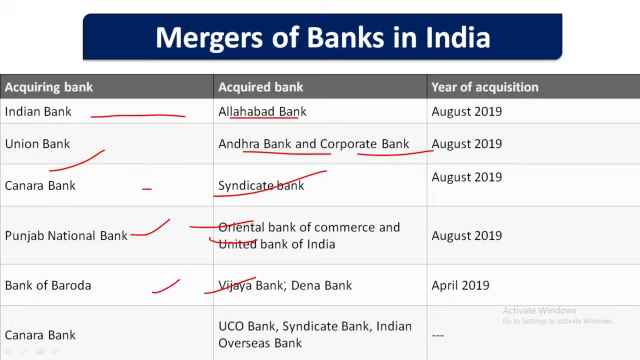 Mergers of Banks in India
Acquiring bank Acquired bank Year of acquisition
Indian Bank Allahabad Bank August 2019
Union Bank Andhra Bank and Corporate Bank August 2019
Canara Bank Syndicate bank August 2019
Punjab National Bank Oriental bank of commerce and
United bank of India August 2019
Bank of Baroda Vijaya Bank, Dena Bank April 2019
Canara Bank UCO Bank, Syndicate Bank, Indian
Overseas Bank ---
Activate Windows
Go to Settings to activate Windows.